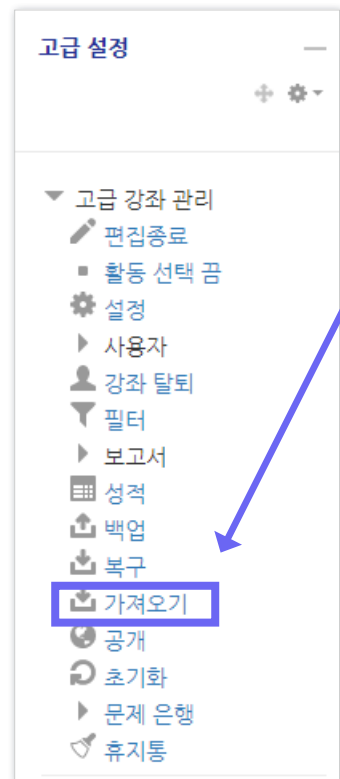 고급 설정
고급 강좌 관리
편집종료
활동 선택 끔
설정
사용자
강좌 탈퇴
필터
보고서
성적
백업
복구
가져오기
공개
초기화
문제 은행
휴지통